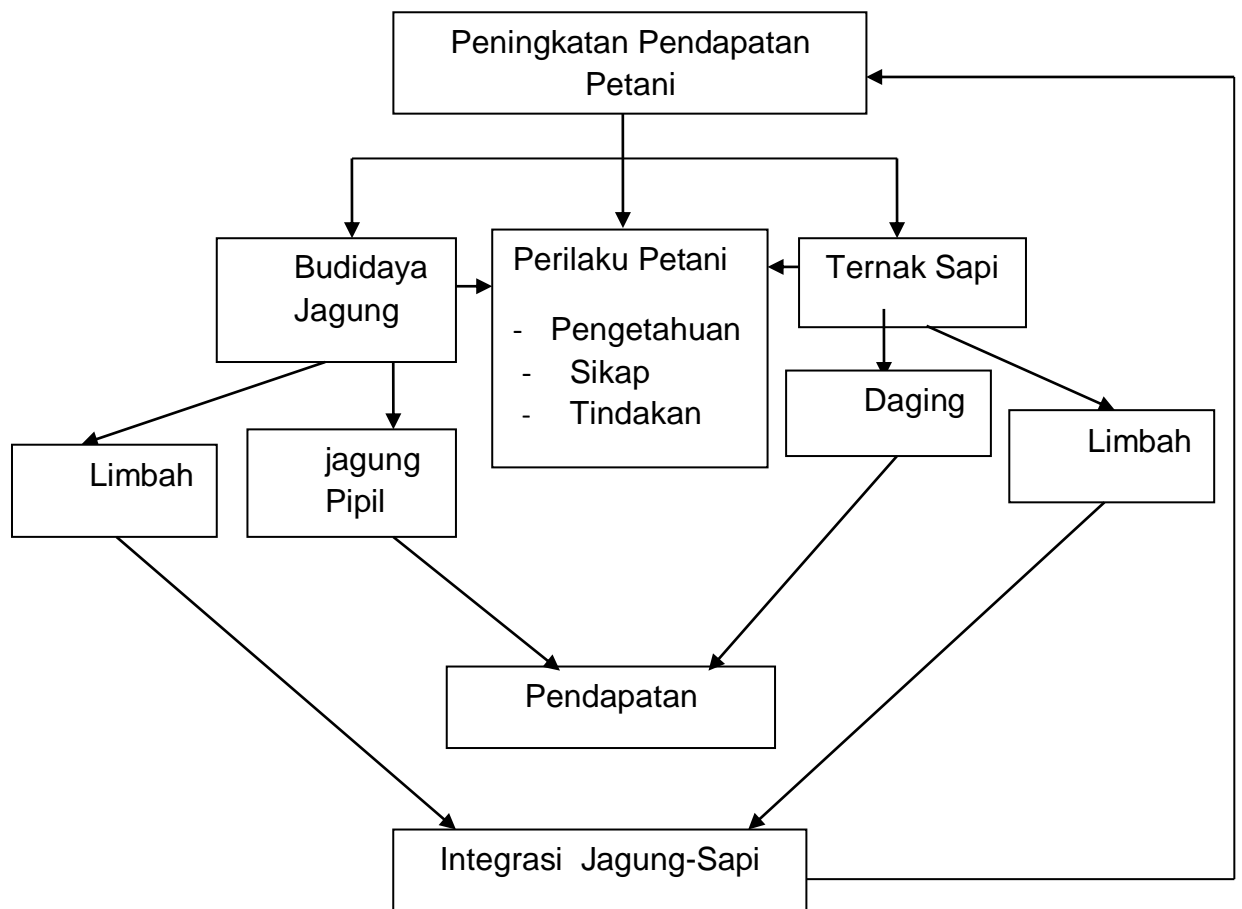 Peningkatan Pendapatan
Petani
Budidaya
Jagung
Perilaku Petani
- Pengetahuan
- Sikap
- Tindakan
Ternak Sapi
Limbah
jagung
Pipil
Daging
Limbah
Pendapatan
Integrasi Jagung-Sapi